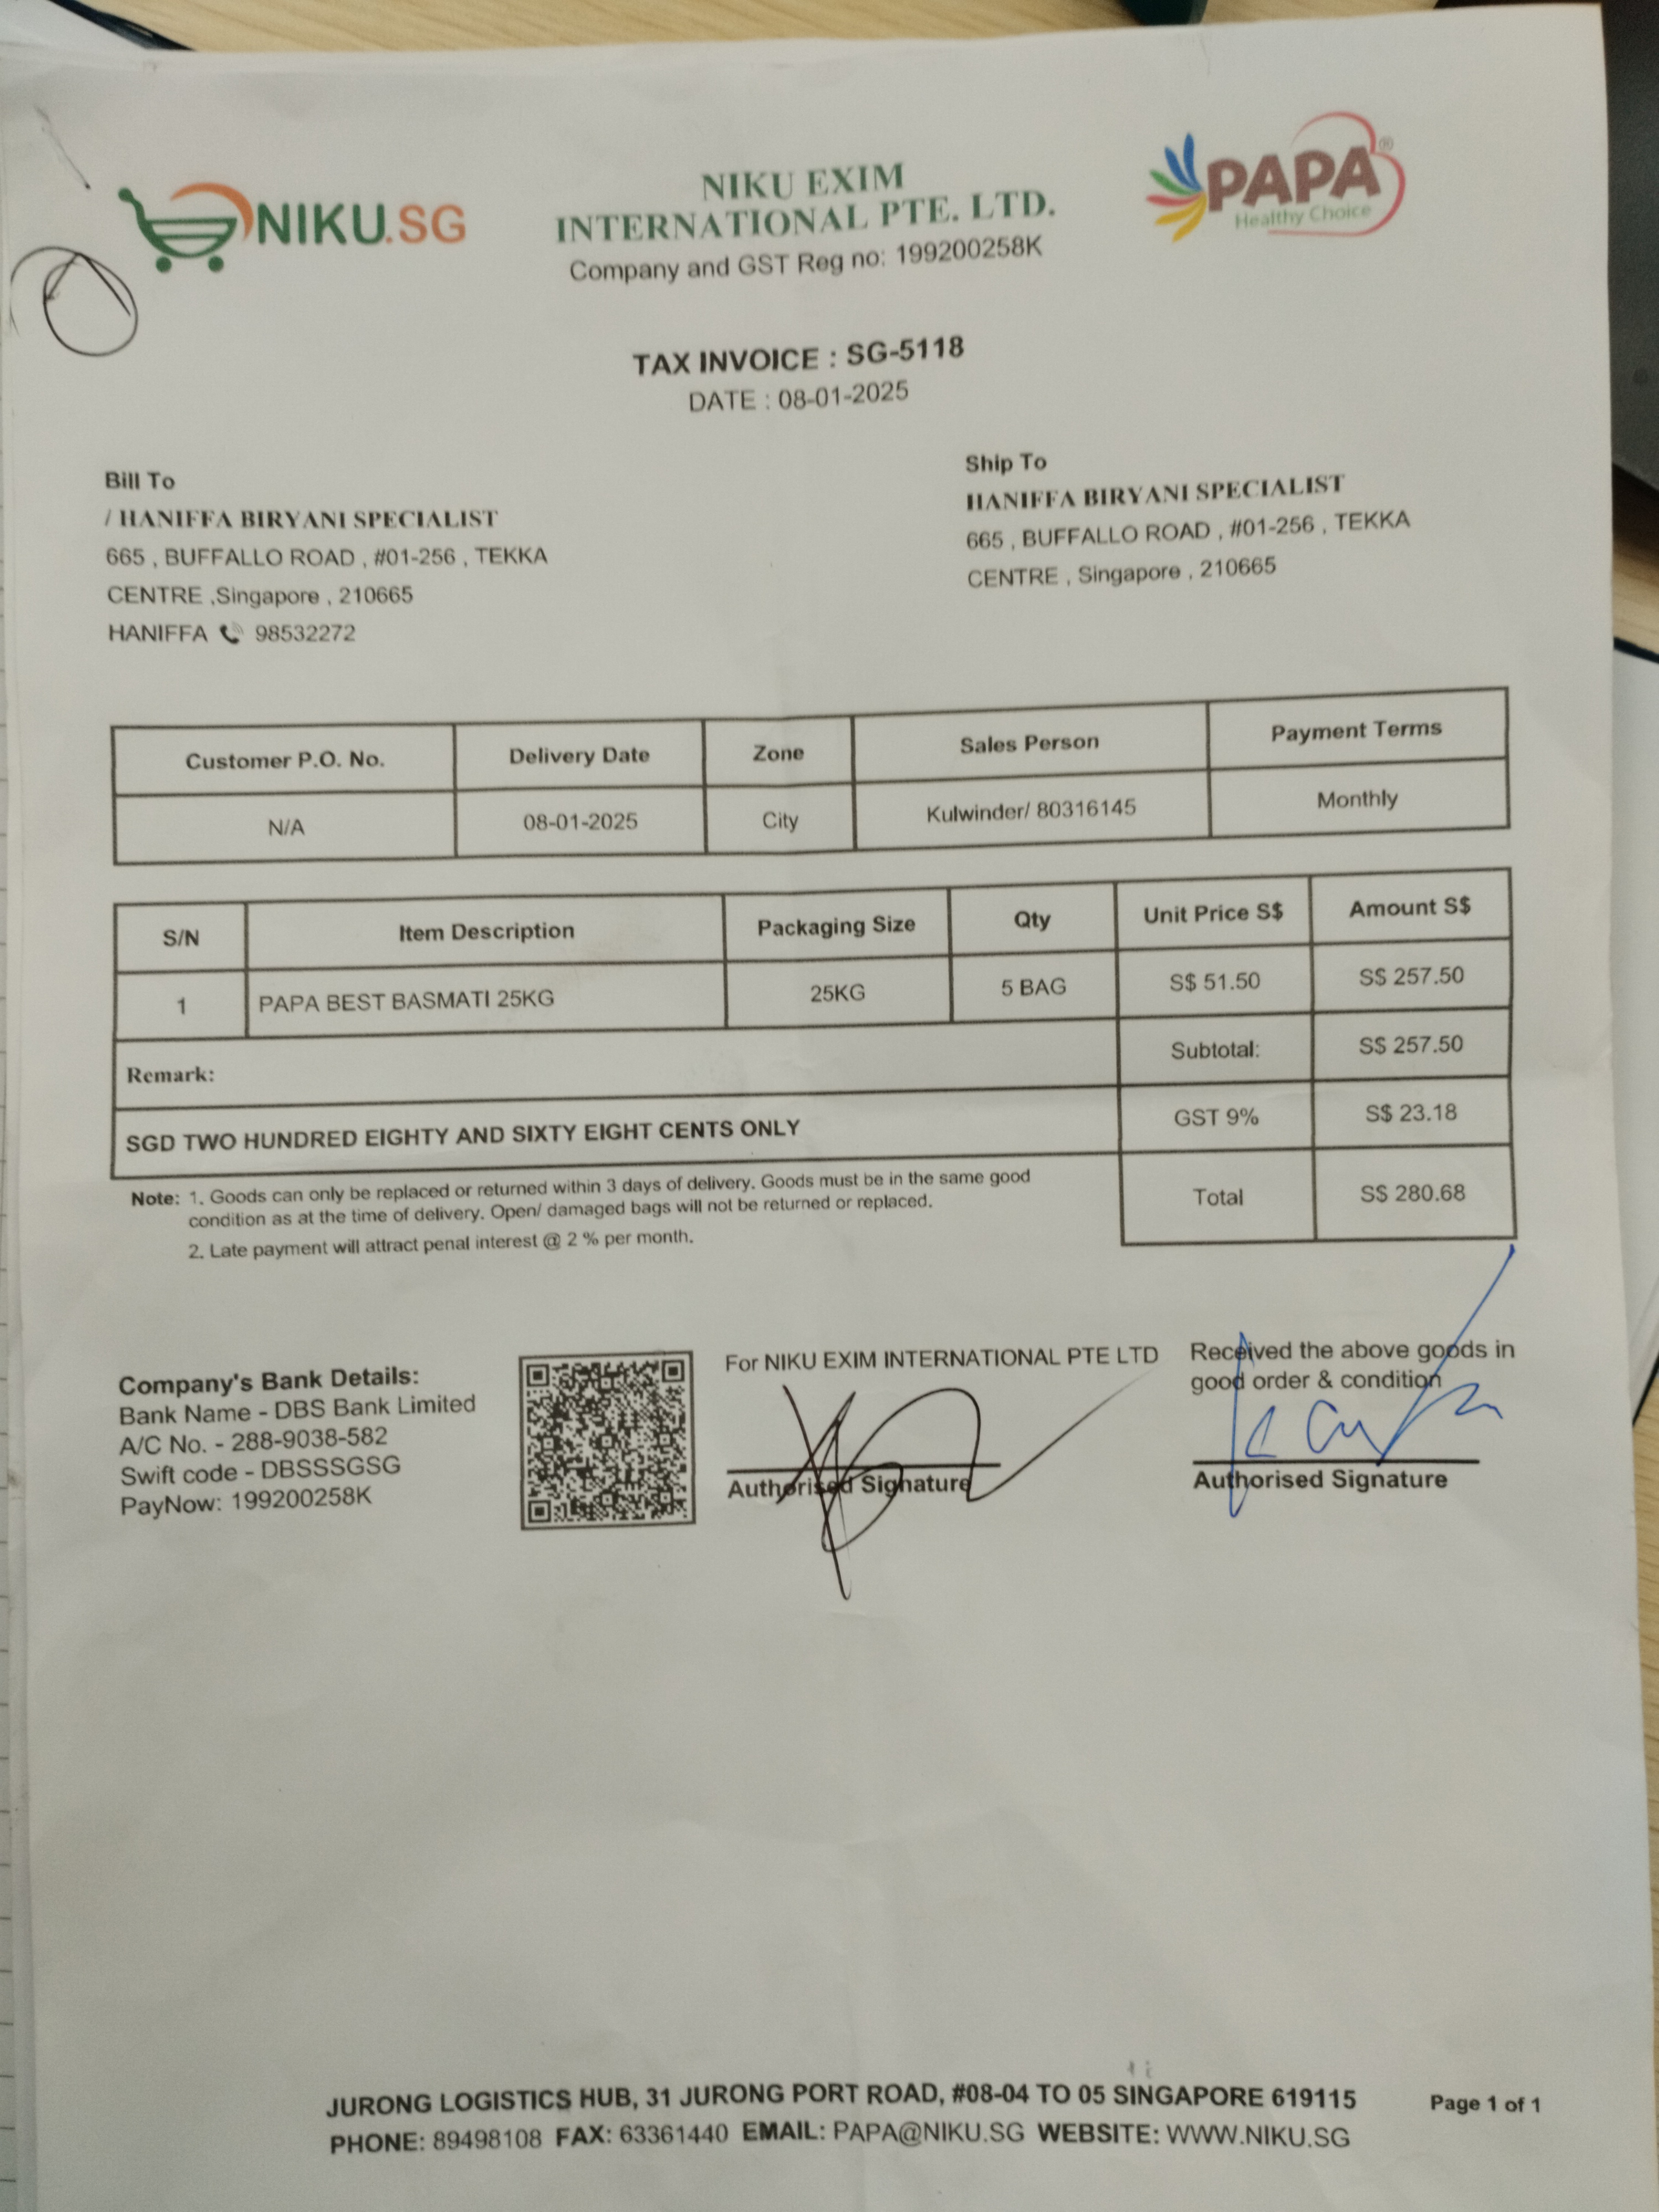 NIKU.SG
NIKU EXIM
INTERNATIONAL PTE. LTD.
Company and GST Reg no: 199200258K
PAPA®
Healthy Choice
TAX INVOICE : SG-5118
DATE : 08-01-2025
Bill To
/ HANIFFA BIRYANI SPECIALIST
665 , BUFFALLO ROAD , #01-256 , TEKKA
CENTRE ,Singapore , 210665
HANIFFA 98532272
Ship To
HANIFFA BIRYANI SPECIALIST
665 , BUFFALLO ROAD , #01-256 , TEKKA
CENTRE , Singapore , 210665
Customer P.O. No. Delivery Date Zone Sales Person Payment Terms
N/A 08-01-2025 City Kulwinder/ 80316145 Monthly
S/N Item Description Packaging Size Qty Unit Price S$ Amount S$
1 PAPA BEST BASMATI 25KG 25KG 5 BAG S$ 51.50 S$ 257.50
Remark: Subtotal: S$ 257.50
SGD TWO HUNDRED EIGHTY AND SIXTY EIGHT CENTS ONLY GST 9% S$ 23.18
Total S$ 280.68
Note: 1. Goods can only be replaced or returned within 3 days of delivery. Goods must be in the same good
condition as at the time of delivery. Open/ damaged bags will not be returned or replaced.
2. Late payment will attract penal interest @ 2 % per month.
Company's Bank Details:
Bank Name - DBS Bank Limited
A/C No. - 288-9038-582
Swift code - DBSSSGSG
PayNow: 199200258K
For NIKU EXIM INTERNATIONAL PTE LTD
Authorised Signature
Received the above goods in
good order & condition
Authorised Signature
JURONG LOGISTICS HUB, 31 JURONG PORT ROAD, #08-04 TO 05 SINGAPORE 619115
PHONE: 89498108 FAX: 63361440 EMAIL: PAPA@NIKU.SG WEBSITE: WWW.NIKU.SG
Page 1 of 1